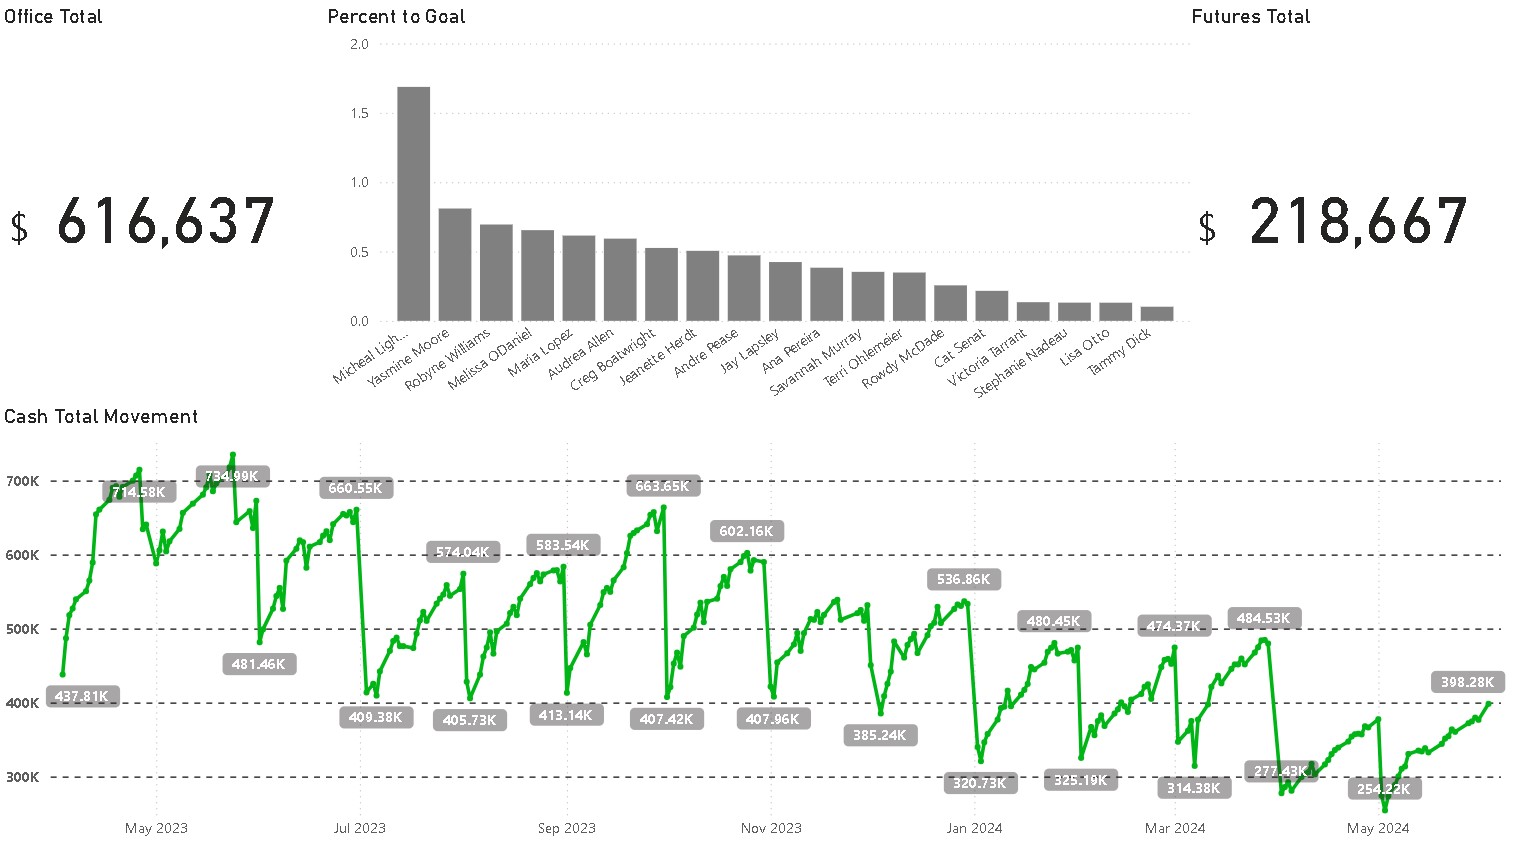 Office Total
Percent to Goal
Futures Total
2.0
1.5
1.0
0.5
0.0
$ 616,637
$ 218,667
Micheal Ligh...
Yasmine Moore
Robyne Williams
Melissa ODaniel
Maria Lopez
Audrea Allen
Creg Boatwright
Jeanette Herdt
Andre Pease
Jay Lapsley
Ana Pereira
Savannah Murray
Terri Ohlemeier
Rowdy McDade
Cat Senat
Victoria Tarrant
Stephanie Nadeau
Lisa Otto
Tammy Dick
Cash Total Movement
700K
600K
500K
400K
300K
437.81K
714.58K
734.99K
481.46K
660.55K
409.38K
574.04K
405.73K
583.54K
413.14K
663.65K
407.42K
602.16K
407.96K
385.24K
536.86K
320.73K
480.45K
325.19K
474.37K
314.38K
484.53K
277.43K
254.22K
398.28K
May 2023
Jul 2023
Sep 2023
Nov 2023
Jan 2024
Mar 2024
May 2024